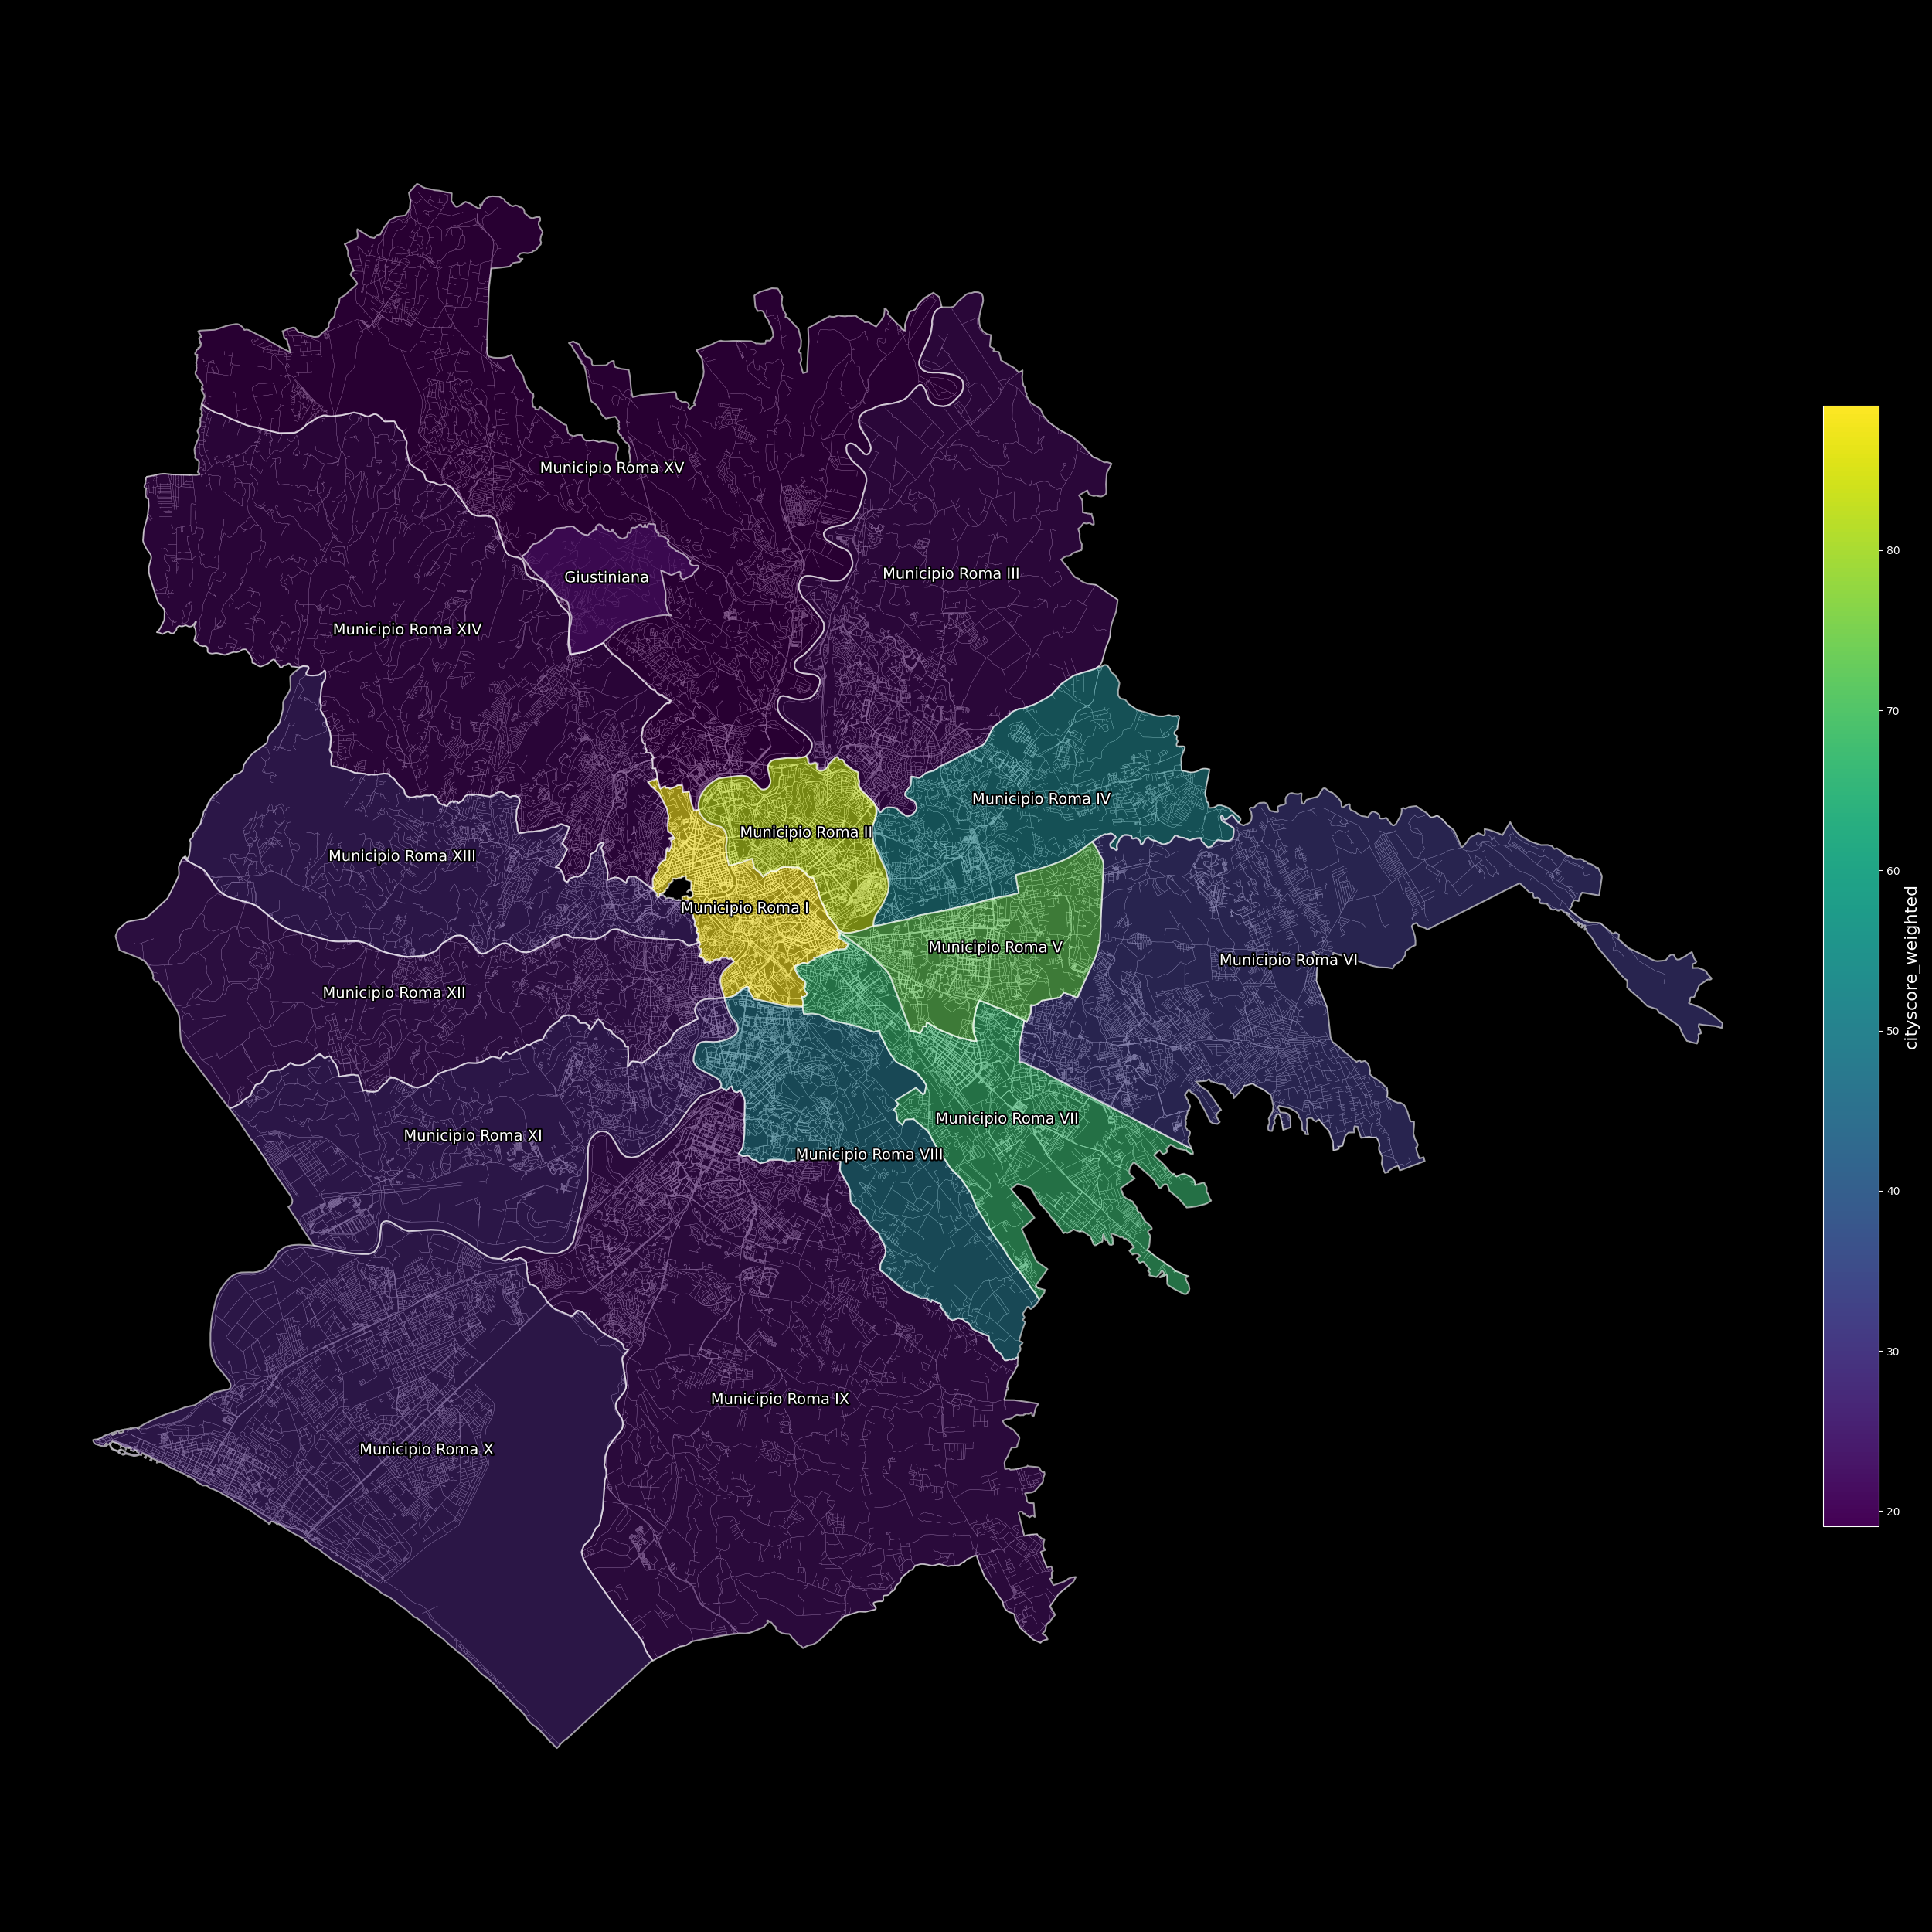 Municipio Roma XV
Municipio Roma III
Giustiniana
Municipio Roma XIV
Municipio Roma IV
Municipio Roma II
Municipio Roma XIII
Municipio Roma I
Municipio Roma V
Municipio Roma VI
Municipio Roma XII
Municipio Roma VII
Municipio Roma XI
Municipio Roma VIII
Municipio Roma IX
Municipio Roma X
80
70
60
50
40
30
20
cityscore_weighted